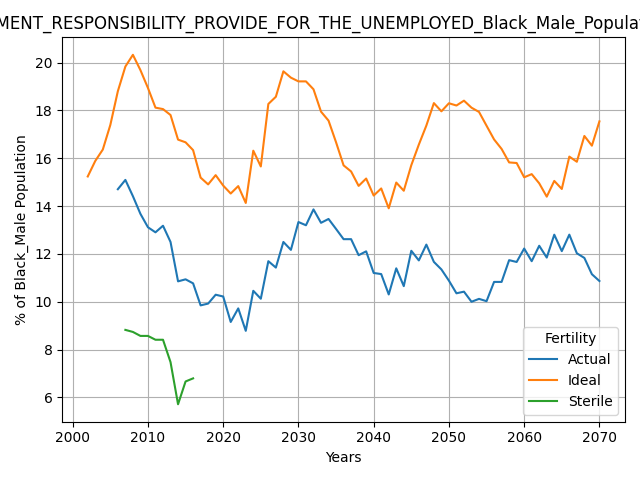 MENT_RESPONSIBILITY_PROVIDE_FOR_THE_UNEMPLOYED_Black_Male_Popula
% of Black_Male Population
20
18
16
14
12
10
8
6
2000 2010 2020 2030 2040 2050 2060 2070
Years
Fertility
Actual
Ideal
Sterile